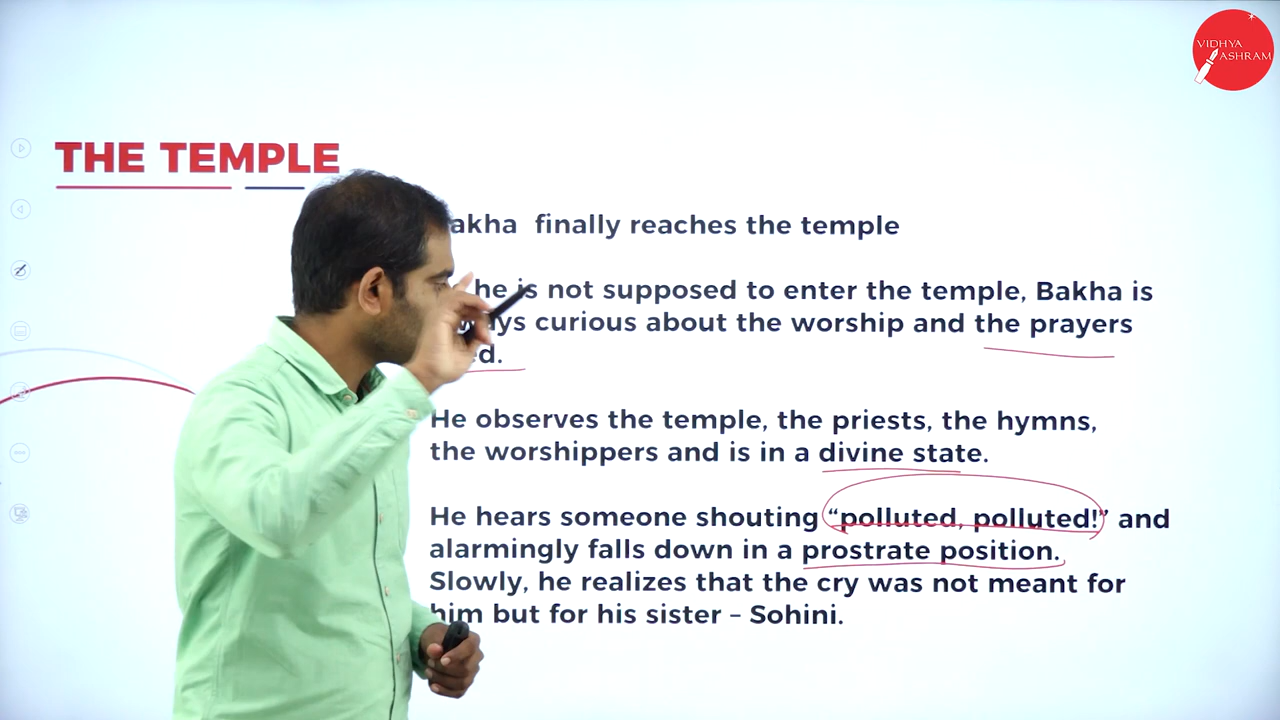 VIDHYA
ASHRAM
THE TEMPLE
finally reaches the temple
he is not supposed to enter the temple, Bakha is
curious about the worship and the prayers
He observes the temple, the priests, the hymns,
the worshippers and is in a divine state.
He hears someone shouting “polluted, polluted!” and
alarmingly falls down in a prostrate position.
Slowly, he realizes that the cry was not meant for
him but for his sister – Sohini.